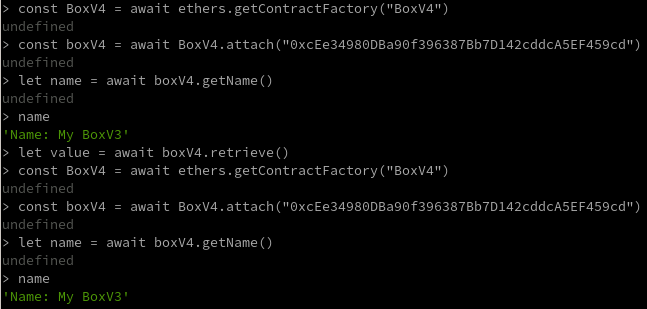 > const BoxV4 = await ethers.getContractFactory("BoxV4")
undefined
> const boxV4 = await BoxV4.attach("0xcEe34980DBa90f396387Bb7D142cddcA5EF459cd")
undefined
> let name = await boxV4.getName()
undefined
> name
'Name: My BoxV3'
> let value = await boxV4.retrieve()
> const BoxV4 = await ethers.getContractFactory("BoxV4")
undefined
> const boxV4 = await BoxV4.attach("0xcEe34980DBa90f396387Bb7D142cddcA5EF459cd")
undefined
> let name = await boxV4.getName()
undefined
> name
'Name: My BoxV3'